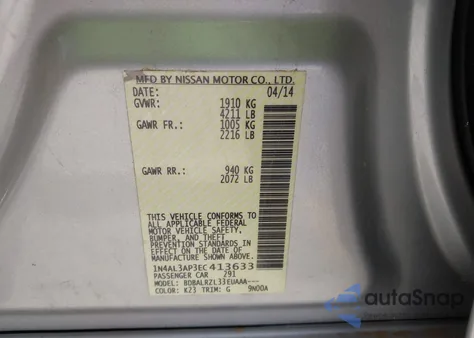 MFD BY NISSAN MOTOR CO., LTD.
DATE: 04/14
GVWR: 1910 KG
4211 LB
GAWR FR.: 1005 KG
2216 LB
GAWR RR.: 940 KG
2072 LB
THIS VEHICLE CONFORMS TO
ALL APPLICABLE FEDERAL
MOTOR VEHICLE SAFETY,
BUMPER, AND THEFT
PREVENTION STANDARDS IN
EFFECT ON THE DATE OF
MANUFACTURE SHOWN ABOVE.
1N4AL3AP3EC413633
PASSENGER CAR 291
MODEL: BDBALRZL33EUAAA---
COLOR: K23 TRIM: G 9N00A
autoSnap